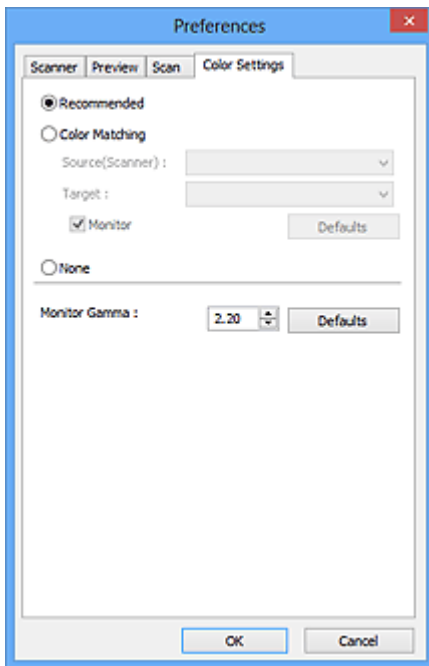 Preferences
Scanner Preview Scan Color Settings
Recommended
Color Matching
Source(Scanner) :
Target :
Monitor Defaults
None
Monitor Gamma : 2.20 Defaults
OK Cancel